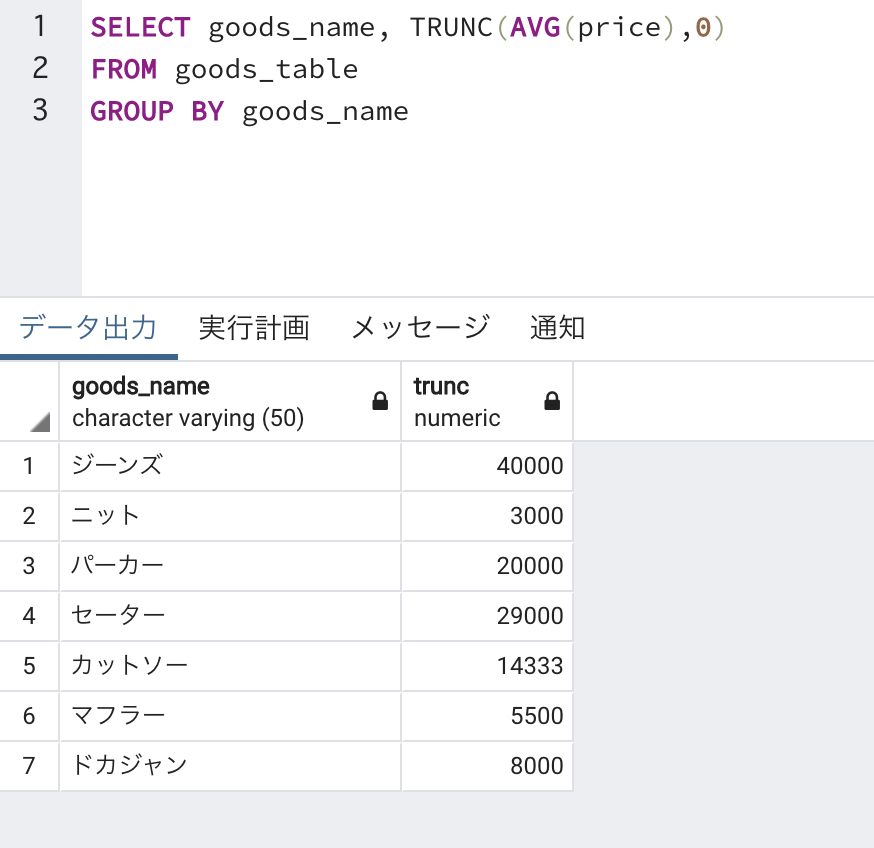 1 SELECT goods_name, TRUNC(AVG(price),0)
2 FROM goods_table
3 GROUP BY goods_name
データ出力 実行計画 メッセージ 通知
goods_name trunc
character varying (50) numeric
1 ジーンズ 40000
2 ニット 3000
3 パーカー 20000
4 セーター 29000
5 カットソー 14333
6 マフラー 5500
7 ドカジャン 8000